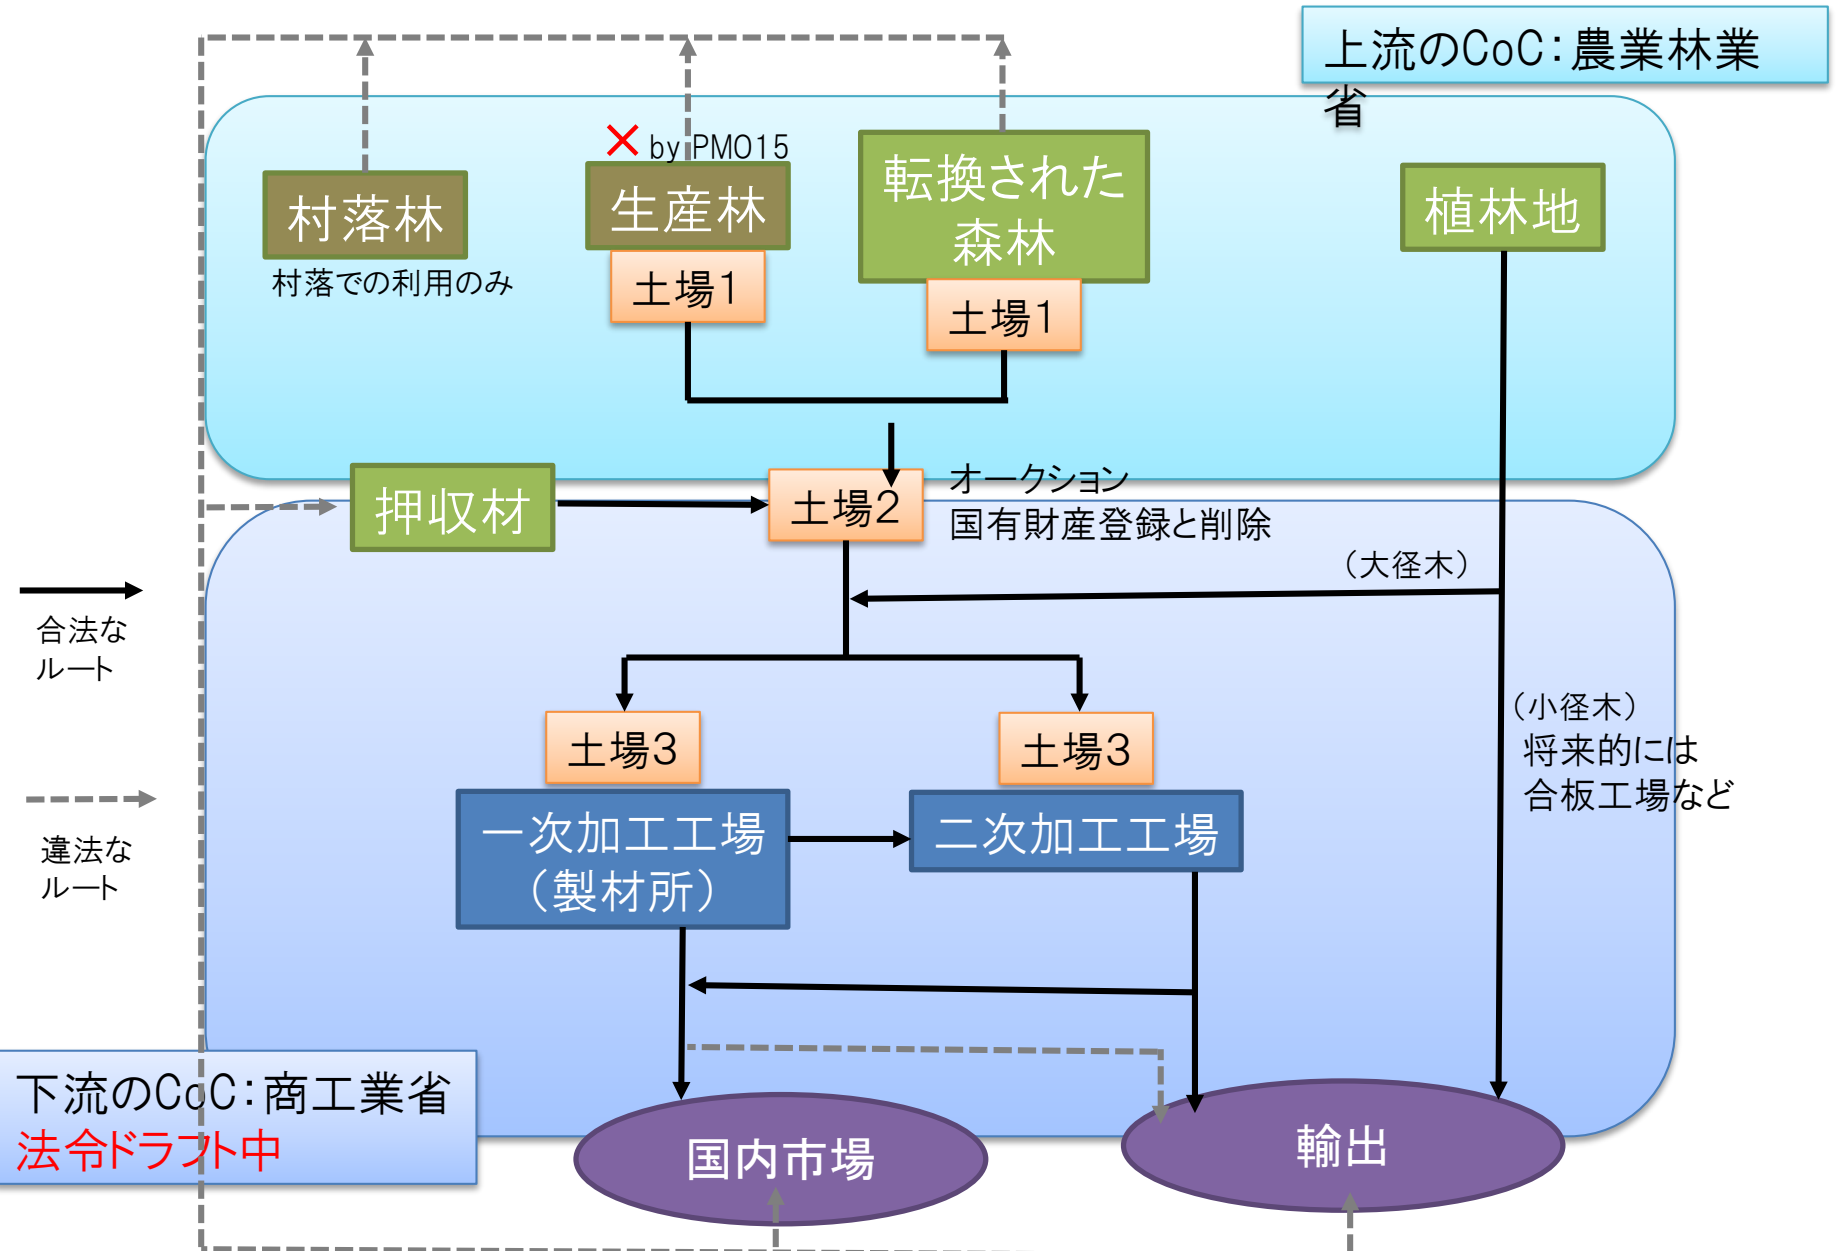 上流のCoC：農業林業
省
× by PMO15
村落林
生産林
転換された
森林
植林地
村落での利用のみ
土場1
土場1
押収材
土場2
オークション
国有財産登録と削除
（大径木）
合法な
ルート
（小径木）
将来的には
合板工場など
土場3
土場3
一次加工工場
（製材所）
二次加工工場
違法な
ルート
下流のCoC：商工業省
法令ドラフト中
国内市場
輸出